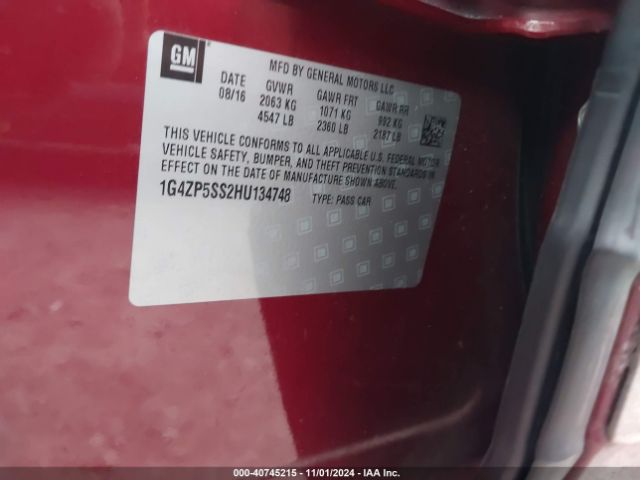 GM
MFD BY GENERAL MOTORS LLC
DATE GVWR GAWR FRT GAWR RR
08/16 2063 KG 1071 KG 992 KG
4547 LB 2360 LB 2187 LB
THIS VEHICLE CONFORMS TO ALL APPLICABLE U.S. FEDERAL MOTOR
VEHICLE SAFETY, BUMPER, AND THEFT PREVENTION STANDARDS IN
EFFECT ON THE DATE OF MANUFACTURE SHOWN ABOVE.
1G4ZP5SS2HU134748 TYPE: PASS CAR
000-40745215 - 11/01/2024 - IAA Inc.